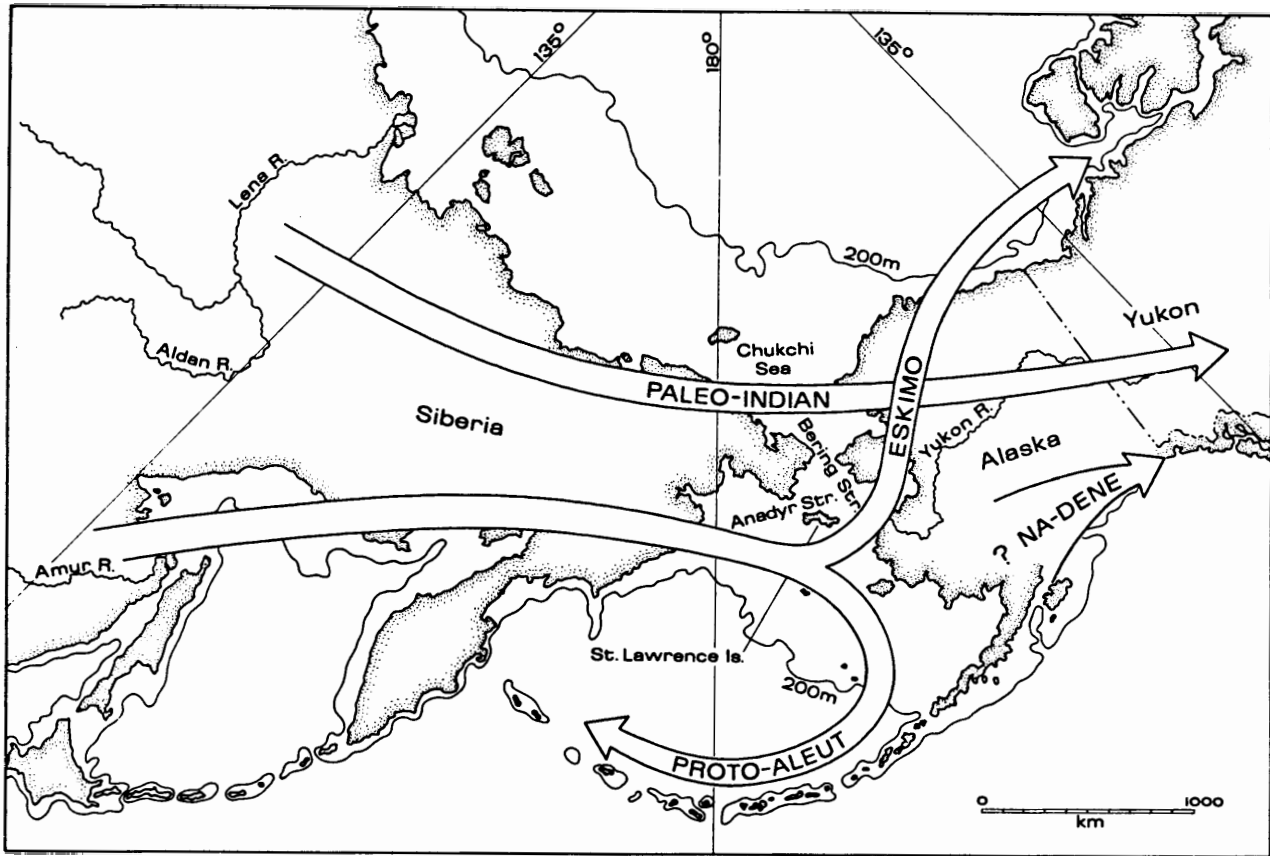 135°
180°
135°
Lena R.
200m
Aldan R.
Yukon
Chukchi
Sea
PALEO-INDIAN
ESKIMO
Siberia
Bering Str.
Yukon R.
Alaska
Anadyr Str.
? NA-DENE
Amur R.
St. Lawrence Is.
200m
PROTO-ALEUT
0 1000
km